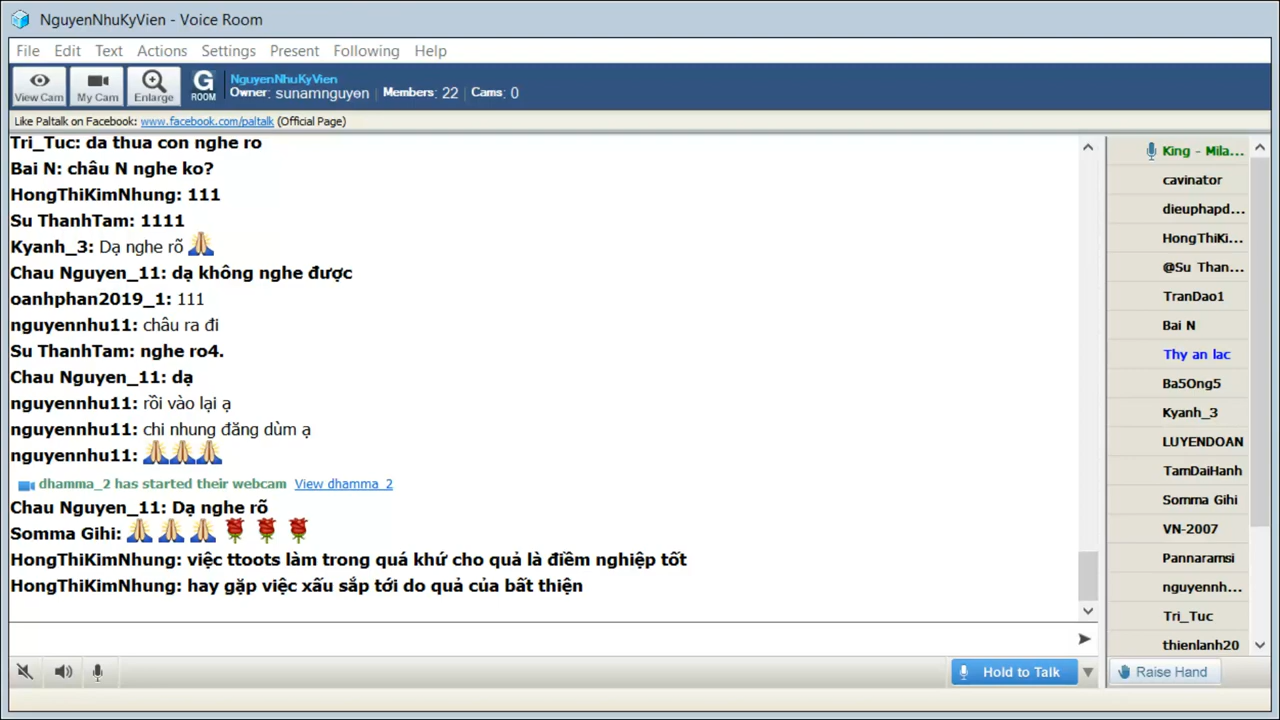 NguyenNhuKyVien - Voice Room
File Edit Text Actions Settings Present Following Help
View Cam My Cam Enlarge G ROOM
NguyenNhuKyVien
Owner: sunamnguyen | Members: 22 | Cams: 0
Like Paltalk on Facebook: www.facebook.com/paltalk (Official Page)
Tri_Tuc: da thua con nghe ro
Bai N: châu N nghe ko?
HongThiKimNhung: 111
Su ThanhTam: 1111
Kyanh_3: Dạ nghe rõ
Chau Nguyen_11: dạ không nghe được
oanhphan2019_1: 111
nguyennhu11: châu ra đi
Su ThanhTam: nghe ro4.
Chau Nguyen_11: dạ
nguyennhu11: rồi vào lại ạ
nguyennhu11: chi nhung đăng dùm ạ
nguyennhu11:
dhamma_2 has started their webcam View dhamma_2
Chau Nguyen_11: Dạ nghe rõ
Somma Gihi:
HongThiKimNhung: việc ttoots làm trong quá khứ cho quả là điềm nghiệp tốt
HongThiKimNhung: hay gặp việc xấu sắp tới do quả của bất thiện
King - Mila...
cavinator
dieuphapd...
HongThiKi...
@Su Than...
TranDao1
Bai N
Thy an lac
Ba5Ong5
Kyanh_3
LUYENDOAN
TamDaiHanh
Somma Gihi
VN-2007
Pannaramsi
nguyennh...
Tri_Tuc
thienlanh20
Hold to Talk
Raise Hand